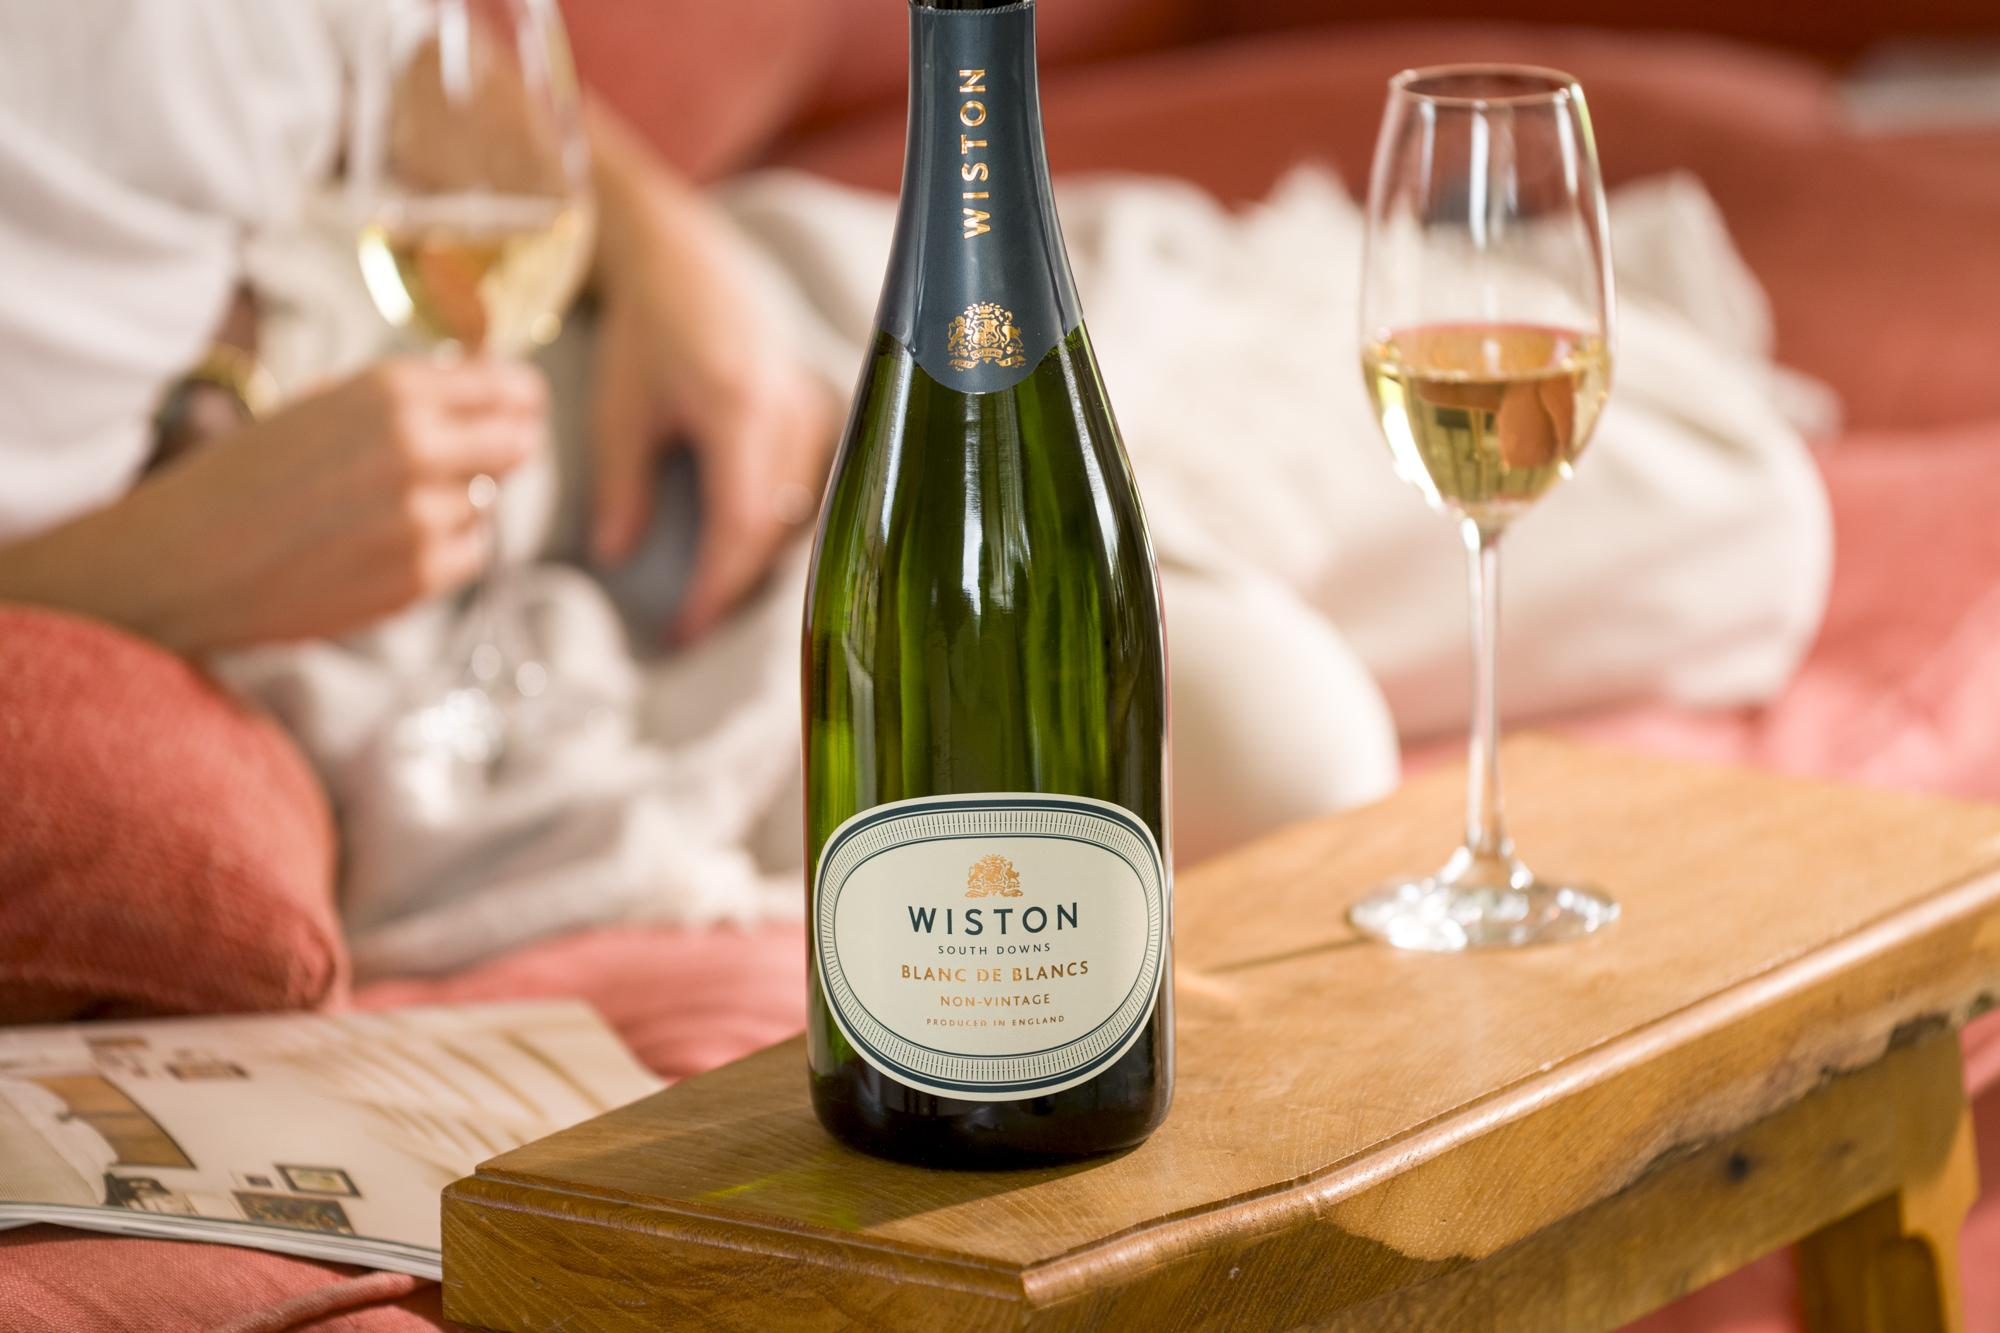 WISTON
WISTON
SOUTH DOWNS
BLANC DE BLANCS
NON-VINTAGE
PRODUCED IN ENGLAND